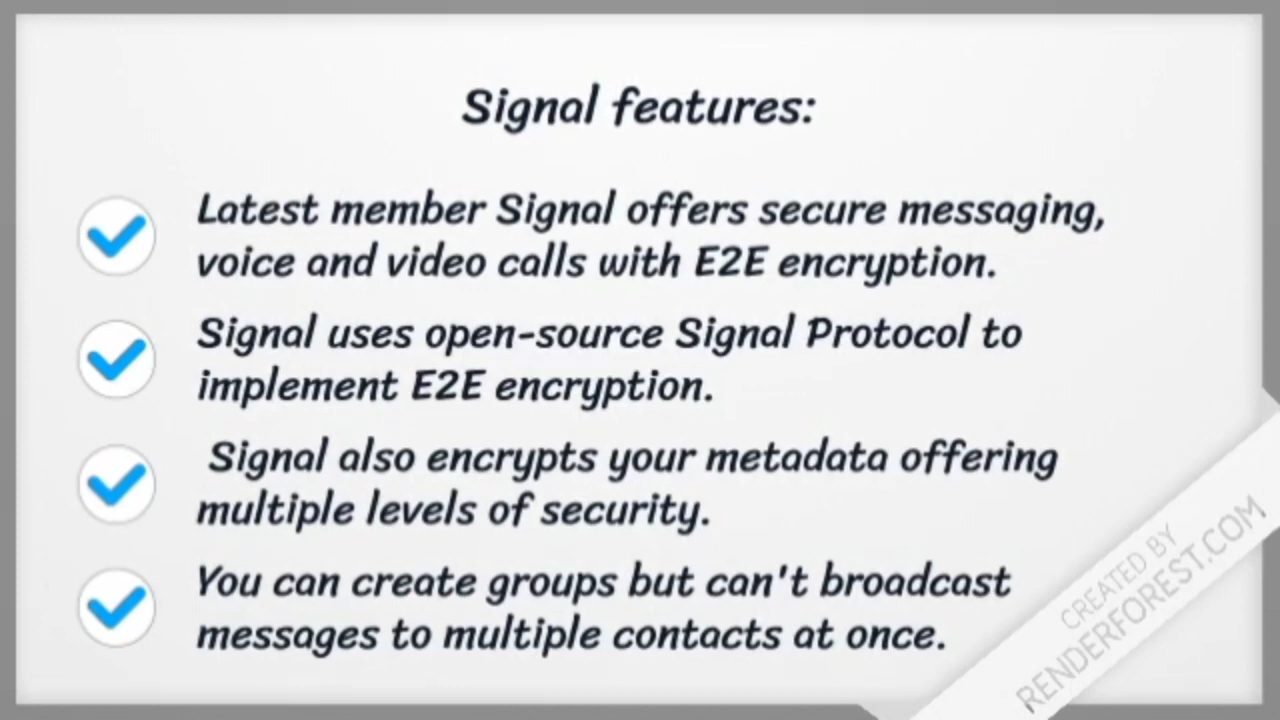 Signal features:
Latest member Signal offers secure messaging,
voice and video calls with E2E encryption.
Signal uses open-source Signal Protocol to
implement E2E encryption.
Signal also encrypts your metadata offering
multiple levels of security.
You can create groups but can't broadcast
messages to multiple contacts at once.
CREATED BY
RENDERFOREST.COM